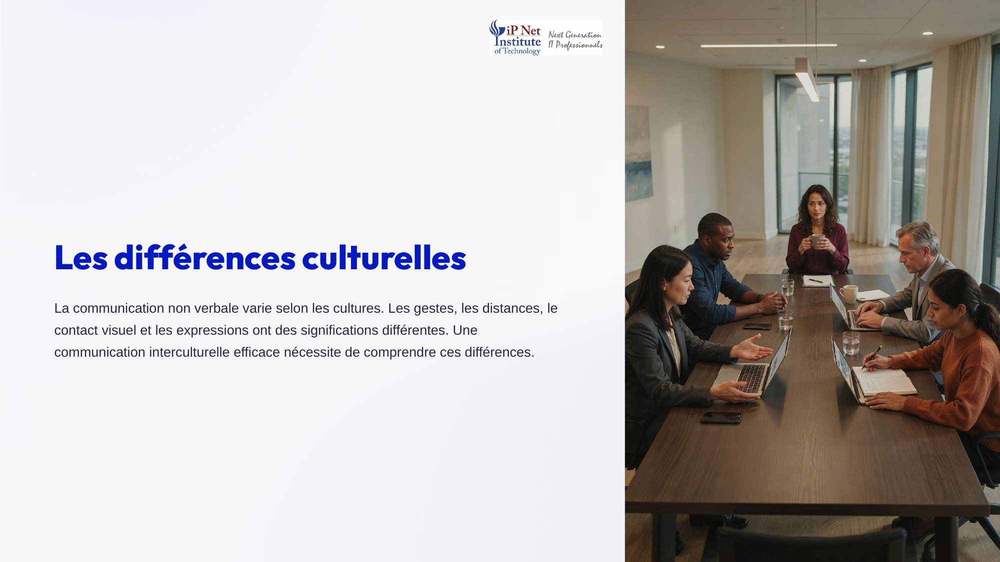 iP Net
Institute
of Technology
Next Generation
IT Professionnels
Les différences culturelles
La communication non verbale varie selon les cultures. Les gestes, les distances, le
contact visuel et les expressions ont des significations différentes. Une
communication interculturelle efficace nécessite de comprendre ces différences.